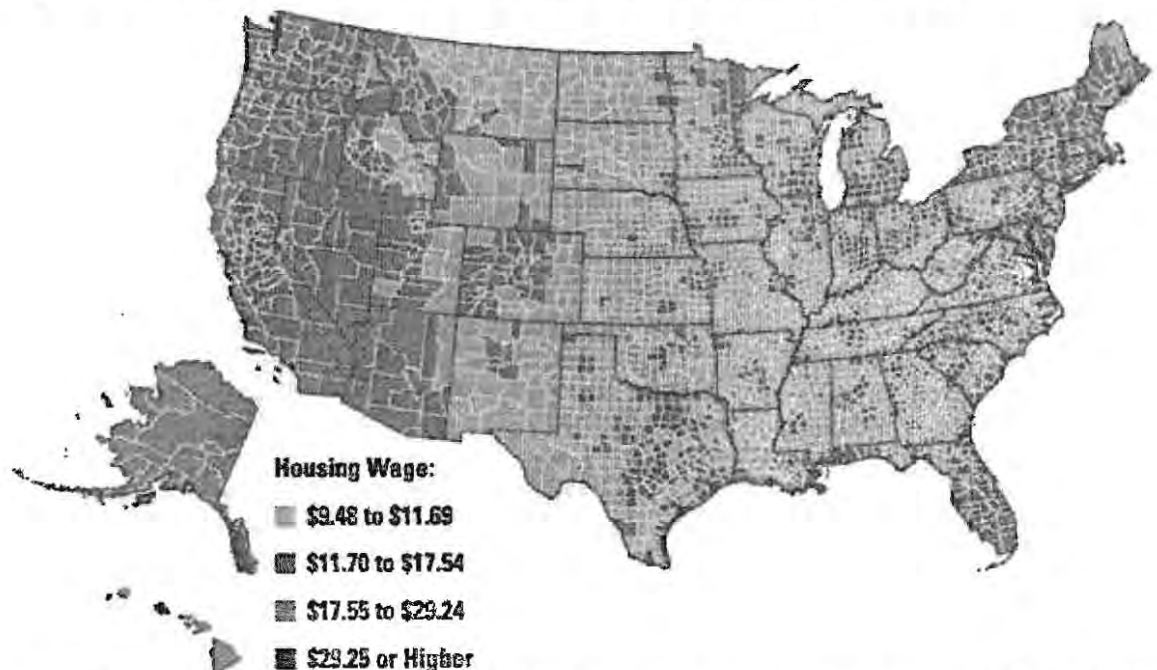 Housing Wage:
$9.48 to $11.69
$11.70 to $17.54
$17.55 to $29.24
$29.25 or Higher